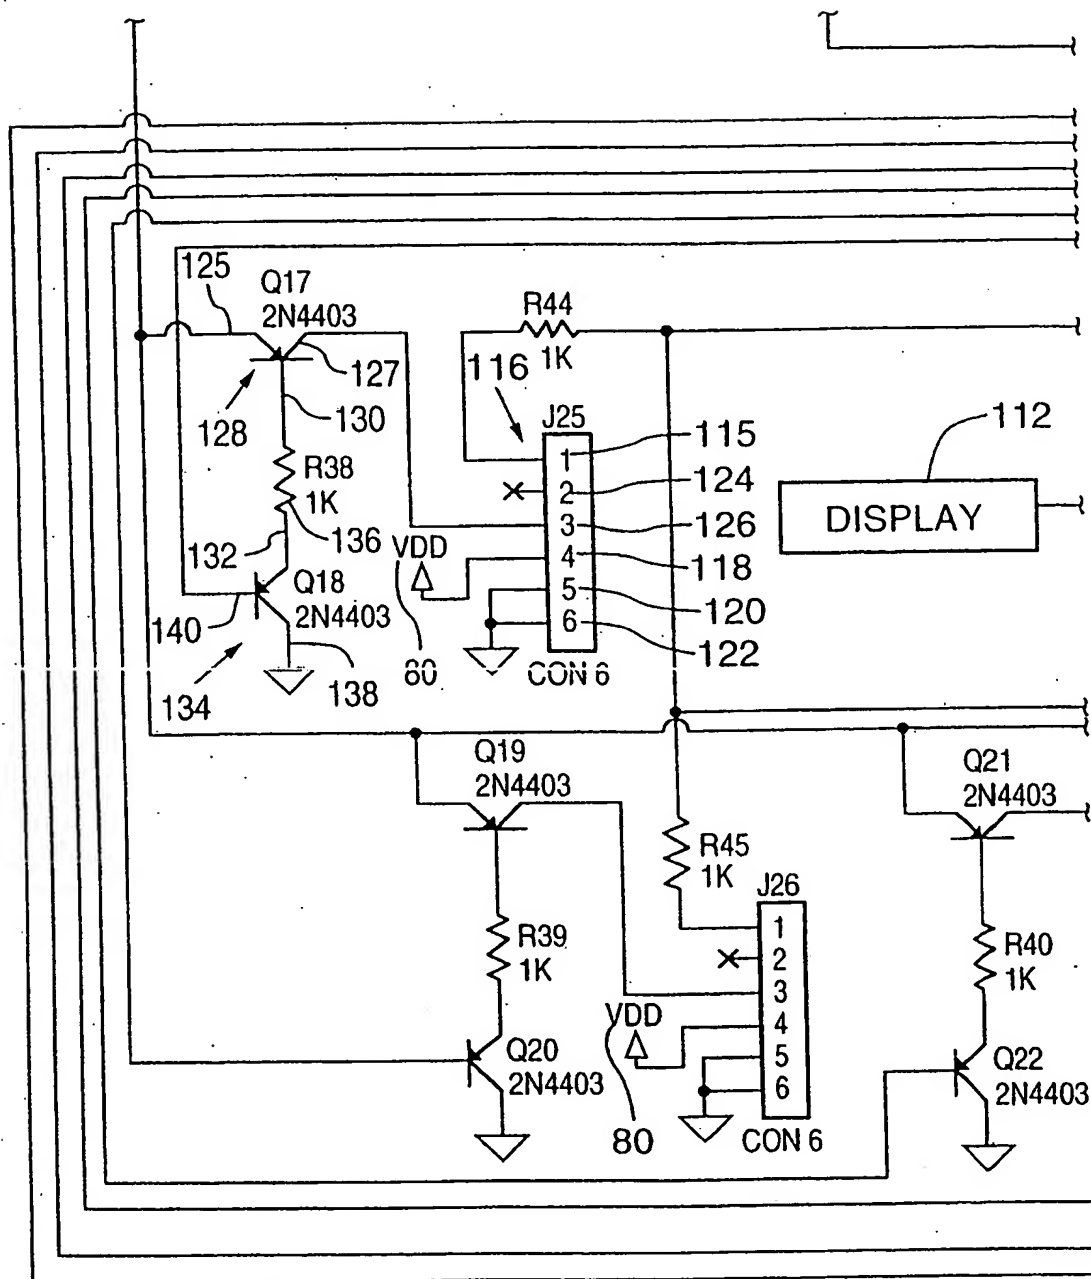 125
Q17
2N4403
127
128
130
R38
1K
136
132
Q18
2N4403
140
134
138
R44
1K
116
J25
1
2
3
4
5
6
CON 6
115
124
126
118
120
122
VDD
80
112
DISPLAY
Q19
2N4403
R39
1K
Q20
2N4403
R45
1K
J26
1
2
3
4
5
6
CON 6
VDD
80
Q21
2N4403
R40
1K
Q22
2N4403